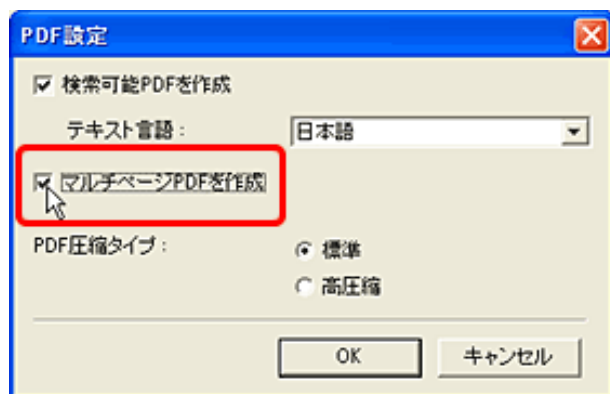 PDF設定
検索可能PDFを作成
テキスト言語：
日本語
マルチページPDFを作成
PDF圧縮タイプ：
標準
高圧縮
OK
キャンセル